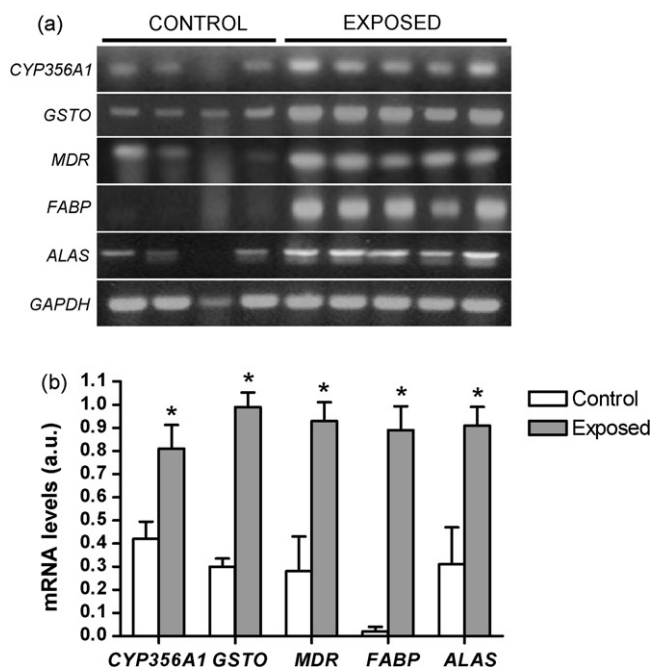 (a) CONTROL EXPOSED
CYP356A1
GSTO
MDR
FABP
ALAS
GAPDH
(b)
mRNA levels (a.u.)
1.1
1.0
0.9
0.8
0.7
0.6
0.5
0.4
0.3
0.2
0.1
0.0
* * * * *
Control
Exposed
CYP356A1 GSTO MDR FABP ALAS